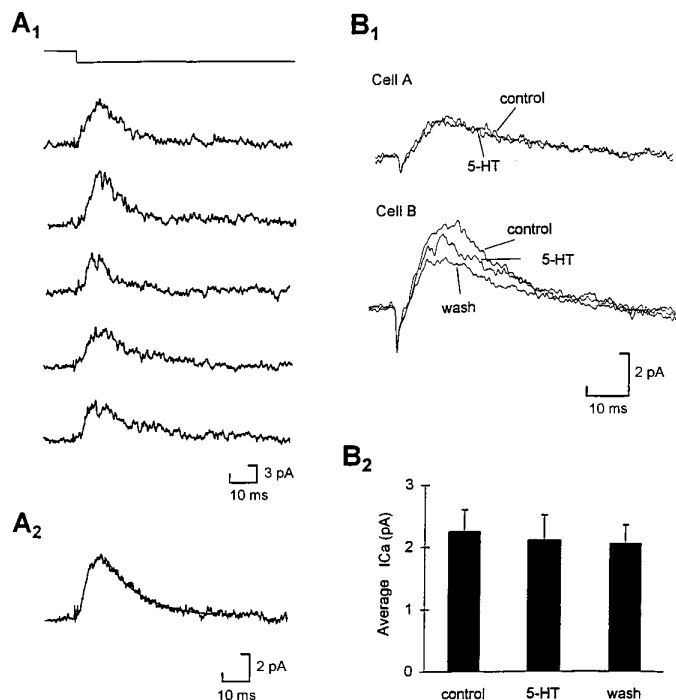 A1
3 pA
10 ms
A2
2 pA
10 ms
B1
Cell A
control
5-HT
Cell B
control
5-HT
wash
2 pA
10 ms
B2
Average ICa (pA)
3
2
1
0
control
5-HT
wash